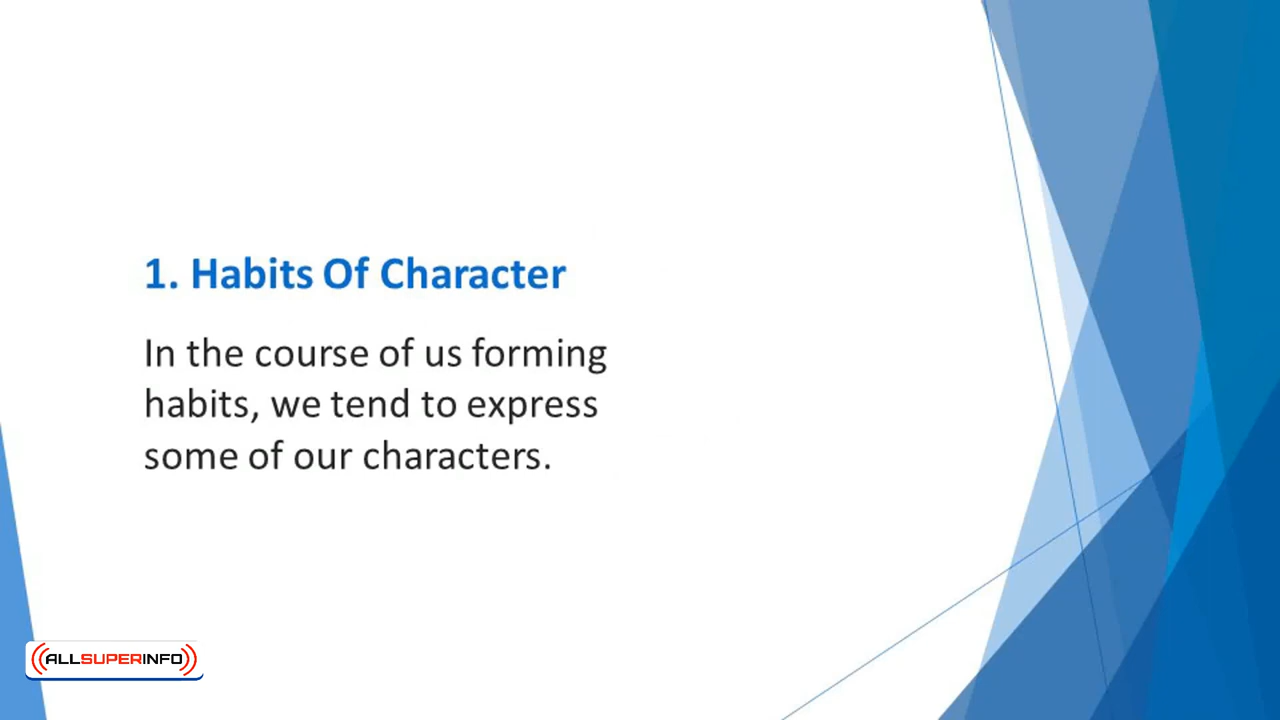 1. Habits Of Character
In the course of us forming
habits, we tend to express
some of our characters.
ALLSUPERINFO